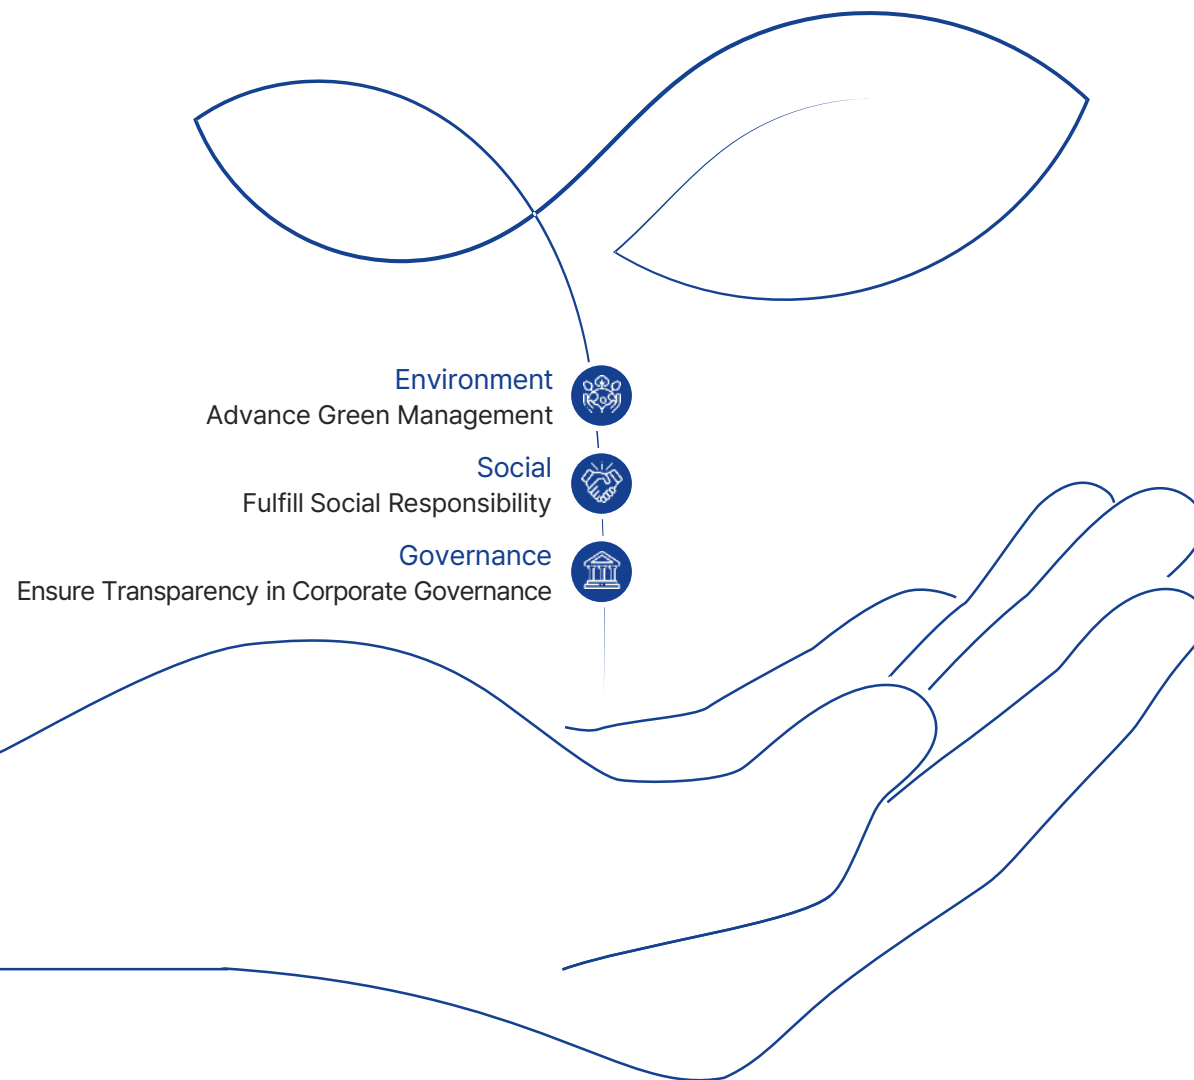 Environment
Advance Green Management
Social
Fulfill Social Responsibility
Governance
Ensure Transparency in Corporate Governance